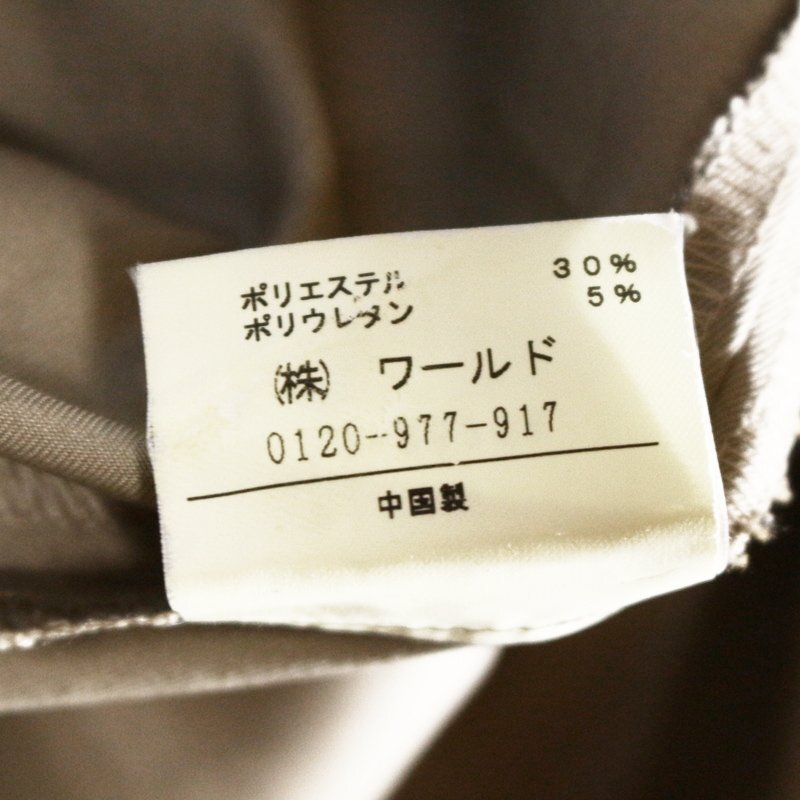 ポリエステル 30%
ポリウレタン 5%
(株) ワールド
0120-977-917
中国製